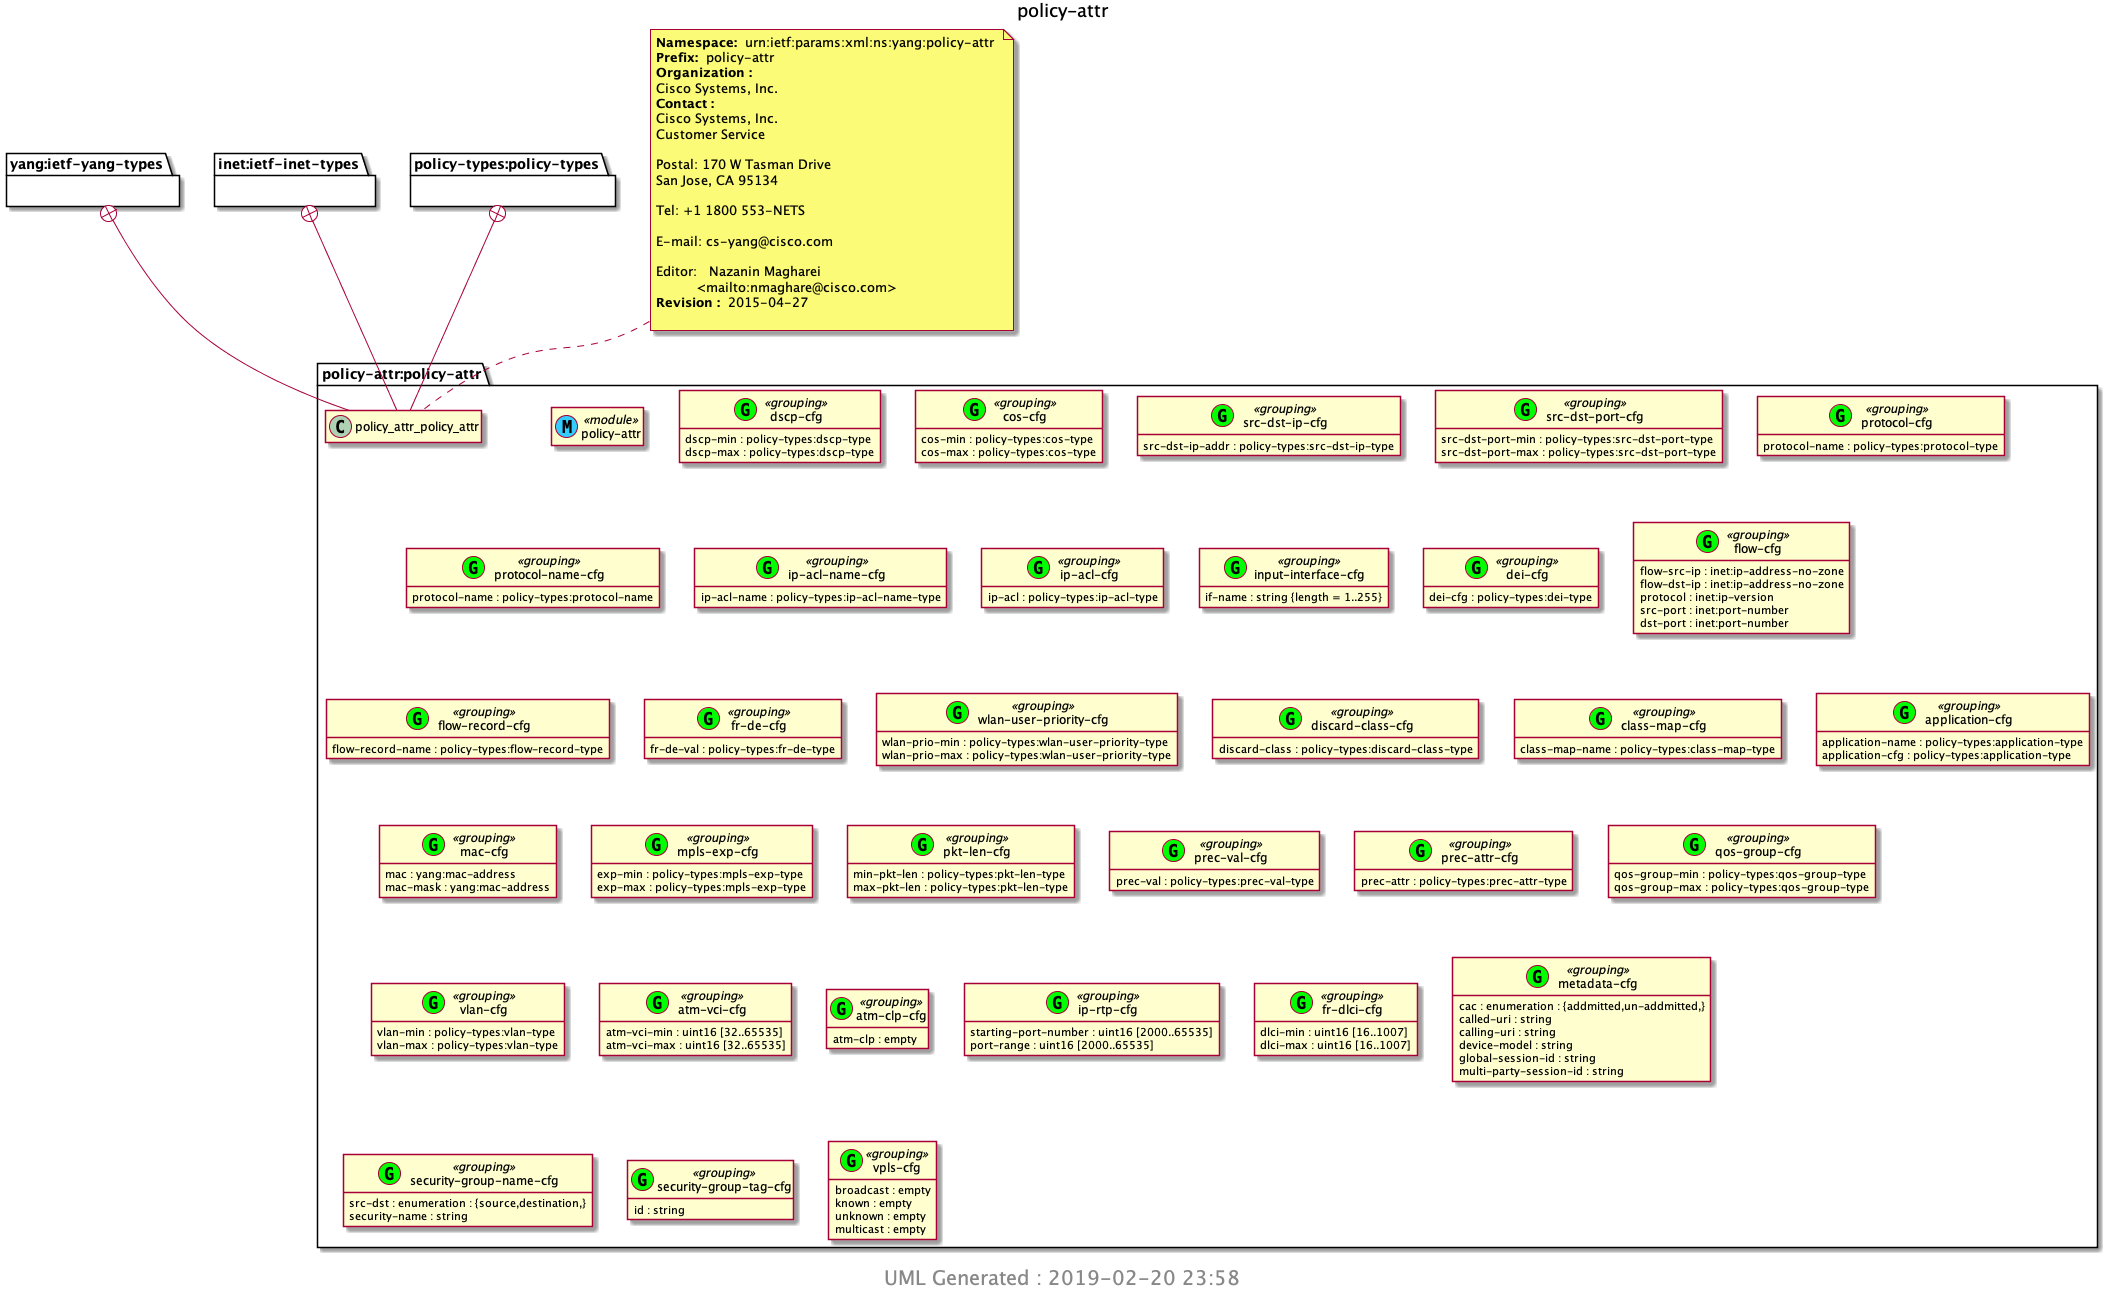 policy-attr
Namespace: urn:ietf:params:xml:ns:yang:policy-attr
Prefix: policy-attr
Organization :
Cisco Systems, Inc.
Contact :
Cisco Systems, Inc.
Customer Service
Postal: 170 W Tasman Drive
San Jose, CA 95134
Tel: +1 1800 553-NETS
E-mail: cs-yang@cisco.com
Editor: Nazanin Magharei
<mailto:nmaghare@cisco.com>
Revision : 2015-04-27
yang:ietf-yang-types
inet:ietf-inet-types
policy-types:policy-types
policy-attr:policy-attr
C policy_attr_policy_attr
M «module»
policy-attr
G «grouping»
dscp-cfg
dscp-min : policy-types:dscp-type
dscp-max : policy-types:dscp-type
G «grouping»
cos-cfg
cos-min : policy-types:cos-type
cos-max : policy-types:cos-type
G «grouping»
src-dst-ip-cfg
src-dst-ip-addr : policy-types:src-dst-ip-type
G «grouping»
src-dst-port-cfg
src-dst-port-min : policy-types:src-dst-port-type
src-dst-port-max : policy-types:src-dst-port-type
G «grouping»
protocol-cfg
protocol-name : policy-types:protocol-type
G «grouping»
protocol-name-cfg
protocol-name : policy-types:protocol-name
G «grouping»
ip-acl-name-cfg
ip-acl-name : policy-types:ip-acl-name-type
G «grouping»
ip-acl-cfg
ip-acl : policy-types:ip-acl-type
G «grouping»
input-interface-cfg
if-name : string {length = 1..255}
G «grouping»
dei-cfg
dei-cfg : policy-types:dei-type
G «grouping»
flow-cfg
flow-src-ip : inet:ip-address-no-zone
flow-dst-ip : inet:ip-address-no-zone
protocol : inet:ip-version
src-port : inet:port-number
dst-port : inet:port-number
G «grouping»
flow-record-cfg
flow-record-name : policy-types:flow-record-type
G «grouping»
fr-de-cfg
fr-de-val : policy-types:fr-de-type
G «grouping»
wlan-user-priority-cfg
wlan-prio-min : policy-types:wlan-user-priority-type
wlan-prio-max : policy-types:wlan-user-priority-type
G «grouping»
discard-class-cfg
discard-class : policy-types:discard-class-type
G «grouping»
class-map-cfg
class-map-name : policy-types:class-map-type
G «grouping»
application-cfg
application-name : policy-types:application-type
application-cfg : policy-types:application-type
G «grouping»
mac-cfg
mac : yang:mac-address
mac-mask : yang:mac-address
G «grouping»
mpls-exp-cfg
exp-min : policy-types:mpls-exp-type
exp-max : policy-types:mpls-exp-type
G «grouping»
pkt-len-cfg
min-pkt-len : policy-types:pkt-len-type
max-pkt-len : policy-types:pkt-len-type
G «grouping»
prec-val-cfg
prec-val : policy-types:prec-val-type
G «grouping»
prec-attr-cfg
prec-attr : policy-types:prec-attr-type
G «grouping»
qos-group-cfg
qos-group-min : policy-types:qos-group-type
qos-group-max : policy-types:qos-group-type
G «grouping»
vlan-cfg
vlan-min : policy-types:vlan-type
vlan-max : policy-types:vlan-type
G «grouping»
atm-vci-cfg
atm-vci-min : uint16 [32..65535]
atm-vci-max : uint16 [32..65535]
G «grouping»
atm-clp-cfg
atm-clp : empty
G «grouping»
ip-rtp-cfg
starting-port-number : uint16 [2000..65535]
port-range : uint16 [2000..65535]
G «grouping»
fr-dlci-cfg
dlci-min : uint16 [16..1007]
dlci-max : uint16 [16..1007]
G «grouping»
metadata-cfg
cac : enumeration : {addmitted,un-addmitted,}
called-uri : string
calling-uri : string
device-model : string
global-session-id : string
multi-party-session-id : string
G «grouping»
security-group-name-cfg
src-dst : enumeration : {source,destination,}
security-name : string
G «grouping»
security-group-tag-cfg
id : string
G «grouping»
vpls-cfg
broadcast : empty
known : empty
unknown : empty
multicast : empty
UML Generated : 2019-02-20 23:58